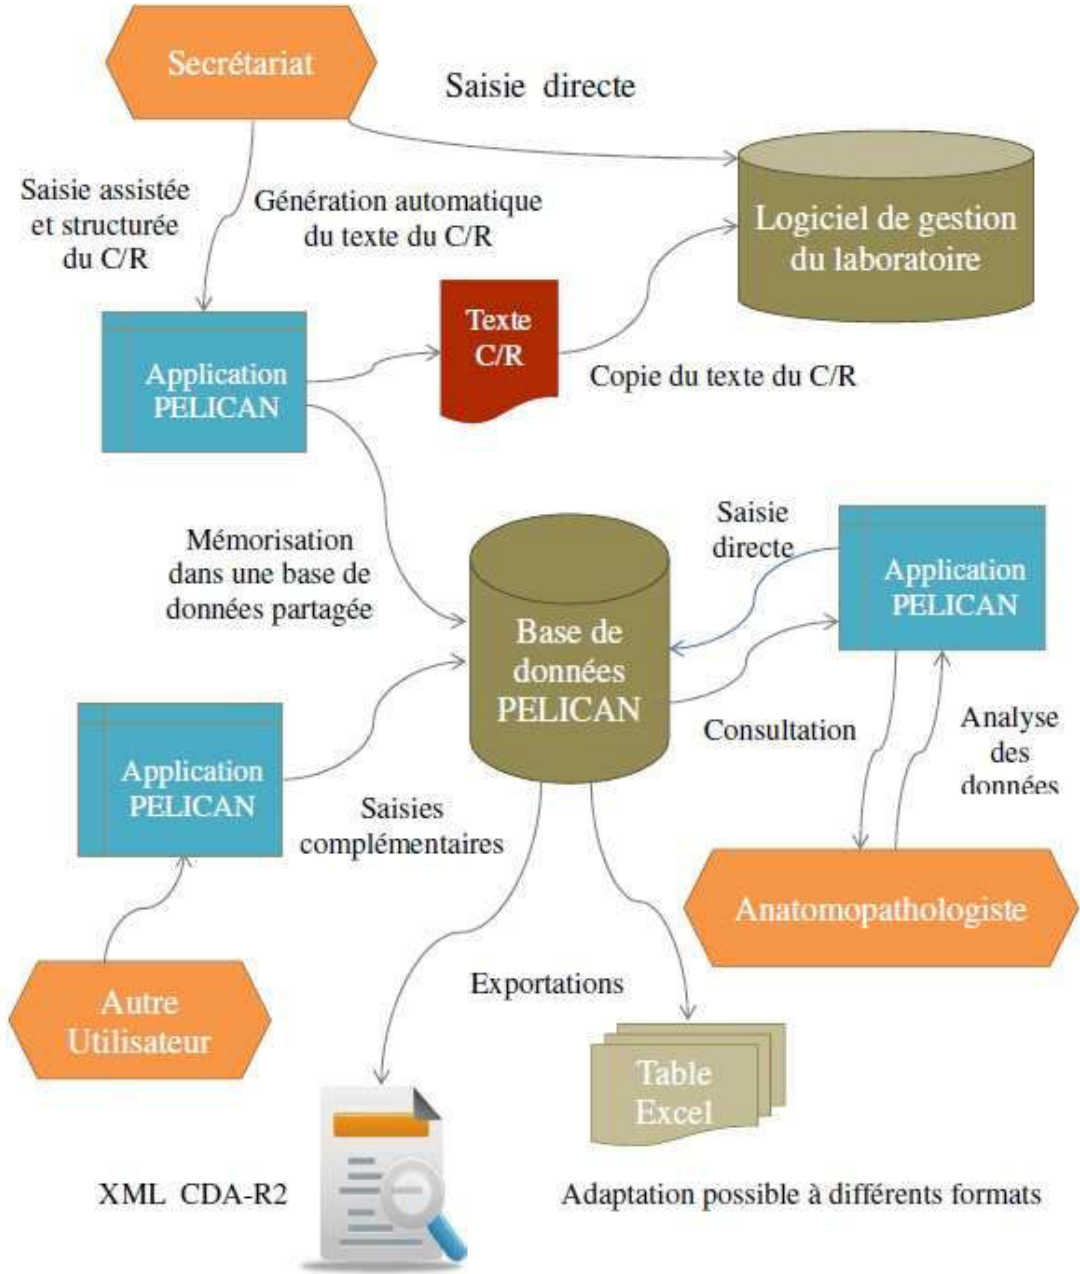 Secrétariat
Saisie directe
Saisie assistée
et structurée
du C/R
Génération automatique
du texte du C/R
Logiciel de gestion
du laboratoire
Texte
C/R
Application
PELICAN
Copie du texte du C/R
Mémorisation
dans une base de
données partagée
Saisie
directe
Application
PELICAN
Base de
données
PELICAN
Consultation
Analyse
des
données
Application
PELICAN
Saisies
complémentaires
Anatomopathologiste
Exportations
Autre
Utilisateur
Table
Excel
XML CDA-R2
Adaptation possible à différents formats